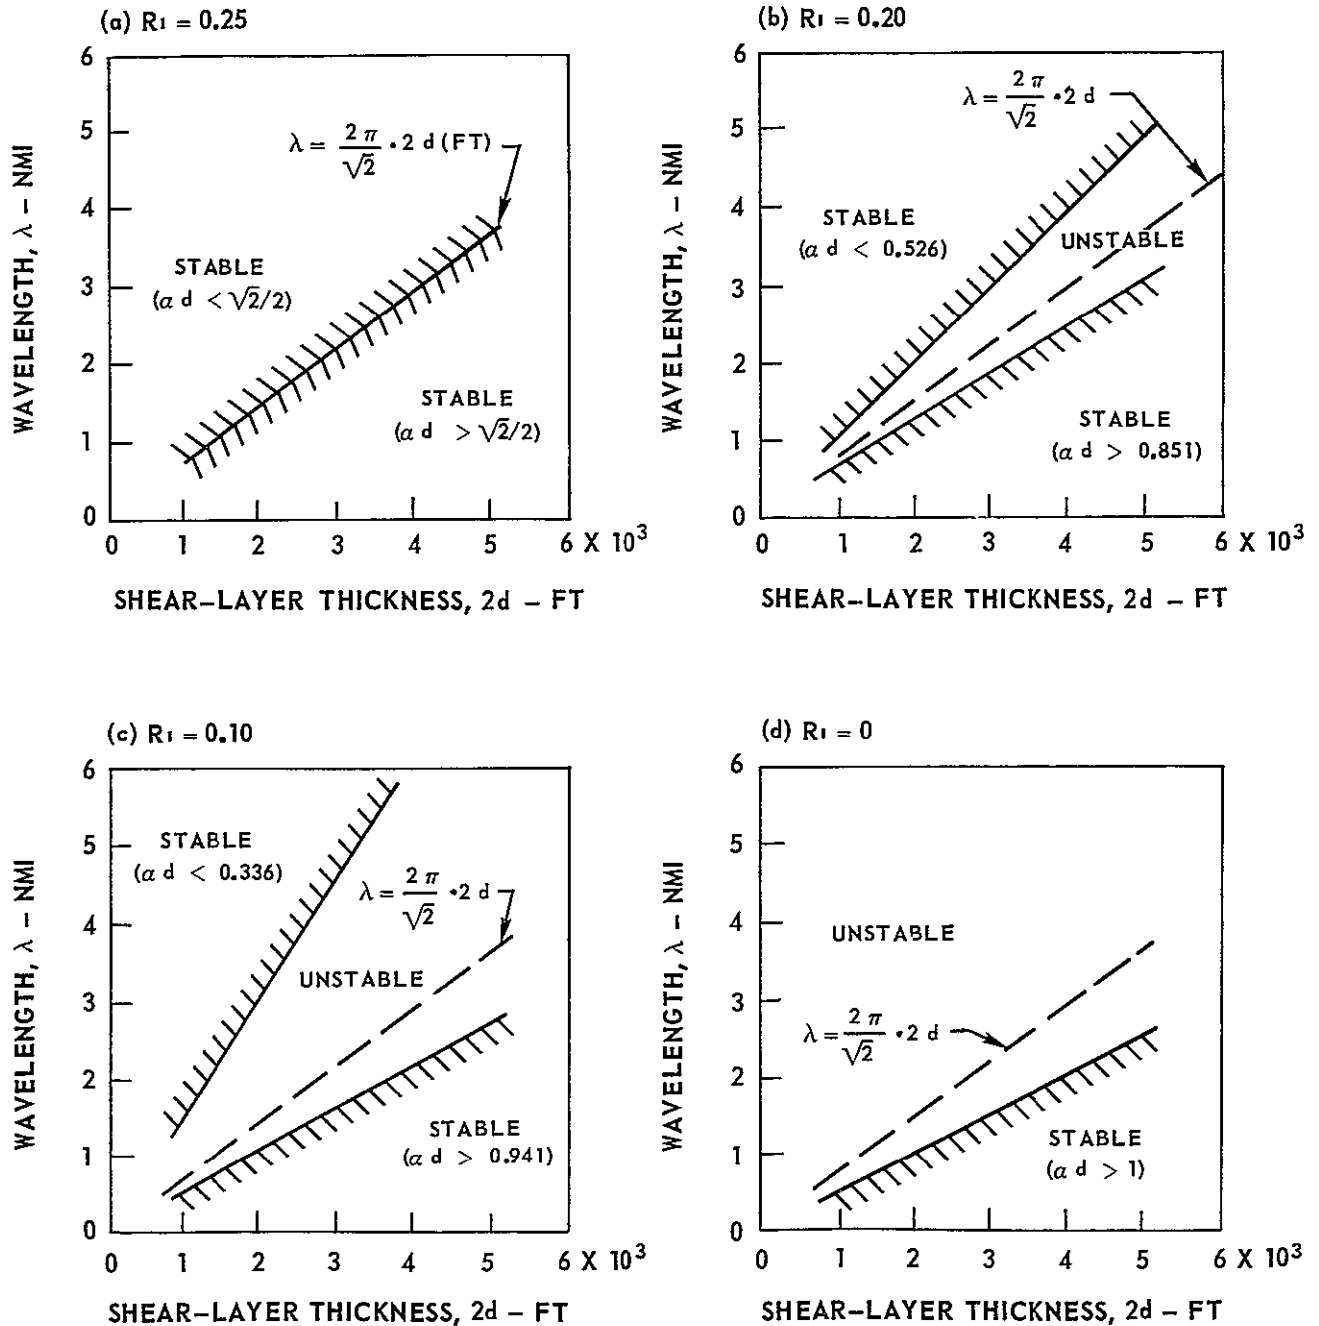 (a) Rı = 0.25
6
5
4
3
2
1
0
WAVELENGTH, λ – NMI
λ = 2π/√2 • 2 d (FT)
STABLE
(α d < √2/2)
STABLE
(α d > √2/2)
0 1 2 3 4 5 6 X 10³
SHEAR–LAYER THICKNESS, 2d – FT
(b) Rı = 0.20
6
5
4
3
2
1
0
WAVELENGTH, λ – NMI
λ = 2π/√2 • 2 d
STABLE
(α d < 0.526)
UNSTABLE
STABLE
(α d > 0.851)
0 1 2 3 4 5 6 X 10³
SHEAR–LAYER THICKNESS, 2d – FT
(c) Rı = 0.10
6
5
4
3
2
1
0
WAVELENGTH, λ – NMI
STABLE
(α d < 0.336)
λ = 2π/√2 • 2 d
UNSTABLE
STABLE
(α d > 0.941)
0 1 2 3 4 5 6 X 10³
SHEAR–LAYER THICKNESS, 2d – FT
(d) Rı = 0
6
5
4
3
2
1
0
WAVELENGTH, λ – NMI
UNSTABLE
λ = 2π/√2 • 2 d
STABLE
(α d > 1)
0 1 2 3 4 5 6 X 10³
SHEAR–LAYER THICKNESS, 2d – FT